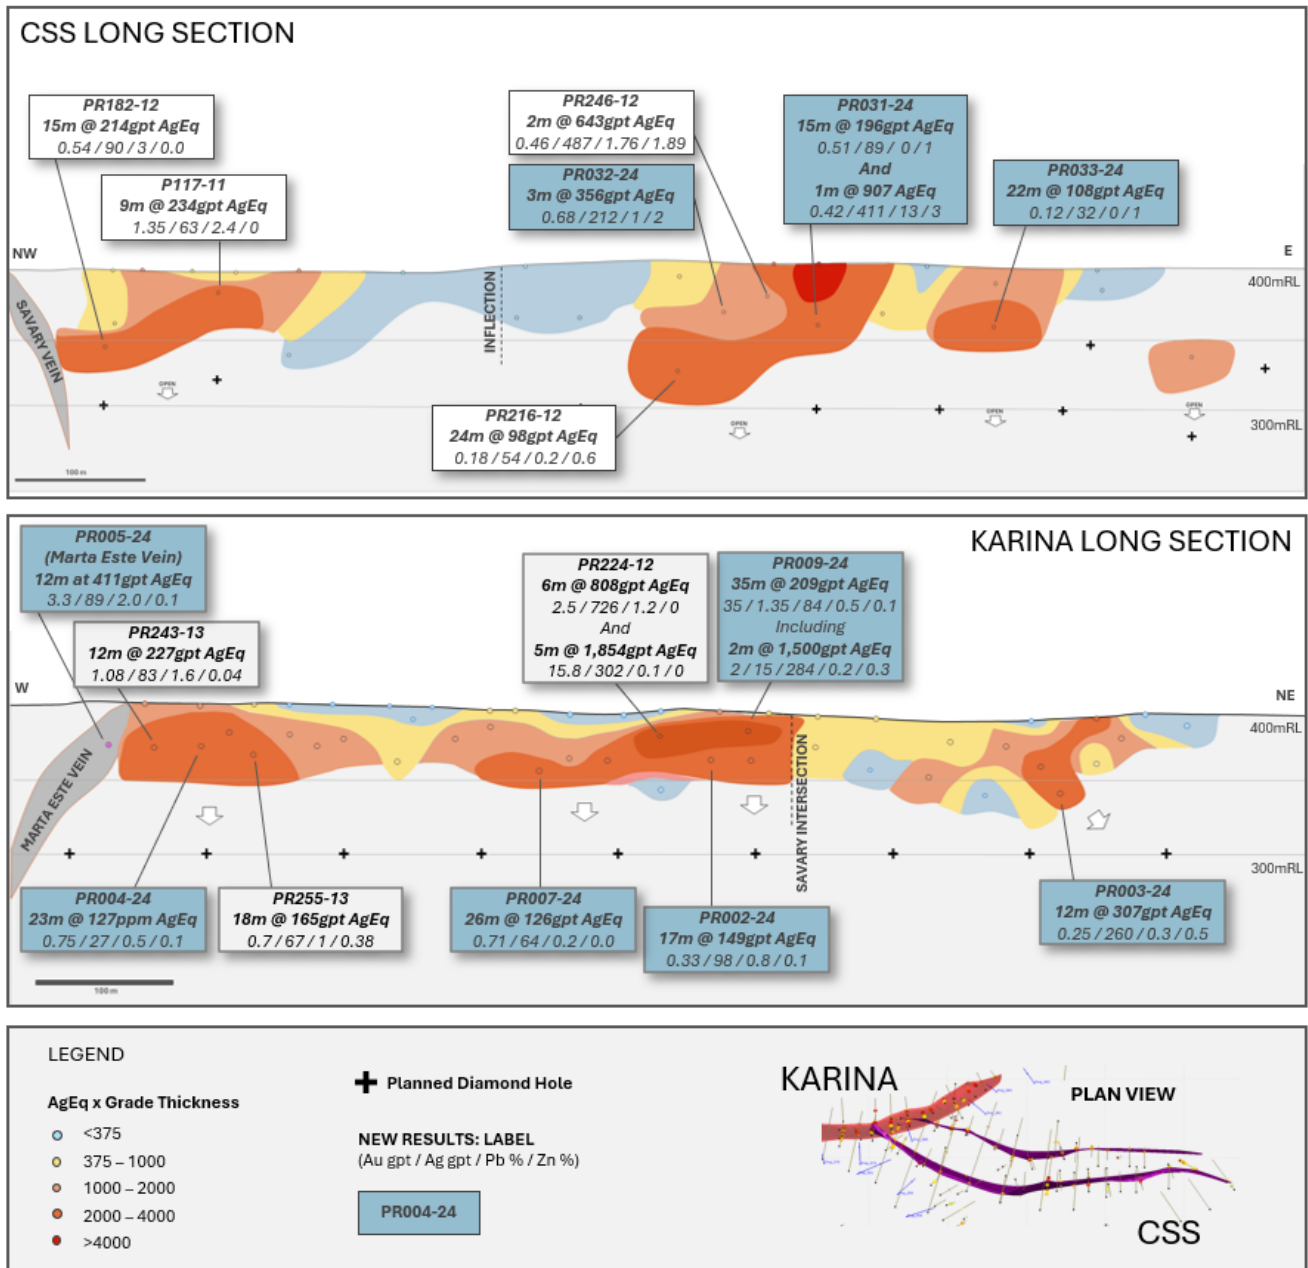 CSS LONG SECTION
PR182-12
15m @ 214gpt AgEq
0.54 / 90 / 3 / 0.0
P117-11
9m @ 234gpt AgEq
1.35 / 63 / 2.4 / 0
PR246-12
2m @ 643gpt AgEq
0.46 / 487 / 1.76 / 1.89
PR032-24
3m @ 356gpt AgEq
0.68 / 212 / 1 / 2
PR031-24
15m @ 196gpt AgEq
0.51 / 89 / 0 / 1
And
1m @ 907 AgEq
0.42 / 411 / 13 / 3
PR033-24
22m @ 108gpt AgEq
0.12 / 32 / 0 / 1
NW
E
400mRL
SAVARY VEIN
INFLECTION
OPEN
OPEN
OPEN
OPEN
PR216-12
24m @ 98gpt AgEq
0.18 / 54 / 0.2 / 0.6
300mRL
100 m
KARINA LONG SECTION
PR005-24
(Marta Este Vein)
12m at 411gpt AgEq
3.3 / 89 / 2.0 / 0.1
PR243-13
12m @ 227gpt AgEq
1.08 / 83 / 1.6 / 0.04
PR224-12
6m @ 808gpt AgEq
2.5 / 726 / 1.2 / 0
And
5m @ 1,854gpt AgEq
15.8 / 302 / 0.1 / 0
PR009-24
35m @ 209gpt AgEq
35 / 1.35 / 84 / 0.5 / 0.1
Including
2m @ 1,500gpt AgEq
2 / 15 / 284 / 0.2 / 0.3
W
NE
400mRL
MARTA ESTE VEIN
SAVARY INTERSECTION
300mRL
PR004-24
23m @ 127ppm AgEq
0.75 / 27 / 0.5 / 0.1
PR255-13
18m @ 165gpt AgEq
0.7 / 67 / 1 / 0.38
PR007-24
26m @ 126gpt AgEq
0.71 / 64 / 0.2 / 0.0
PR002-24
17m @ 149gpt AgEq
0.33 / 98 / 0.8 / 0.1
PR003-24
12m @ 307gpt AgEq
0.25 / 260 / 0.3 / 0.5
100 m
LEGEND
AgEq x Grade Thickness
<375
375 – 1000
1000 – 2000
2000 – 4000
>4000
Planned Diamond Hole
NEW RESULTS: LABEL
(Au gpt / Ag gpt / Pb % / Zn %)
PR004-24
KARINA
PLAN VIEW
CSS